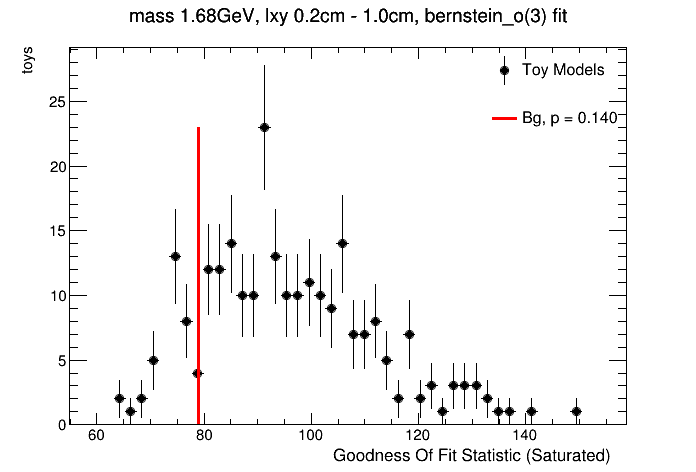 mass 1.68GeV, lxy 0.2cm - 1.0cm, bernstein_o(3) fit
toys
Toy Models
Bg, p = 0.140
25
20
15
10
5
0
60 80 100 120 140
Goodness Of Fit Statistic (Saturated)